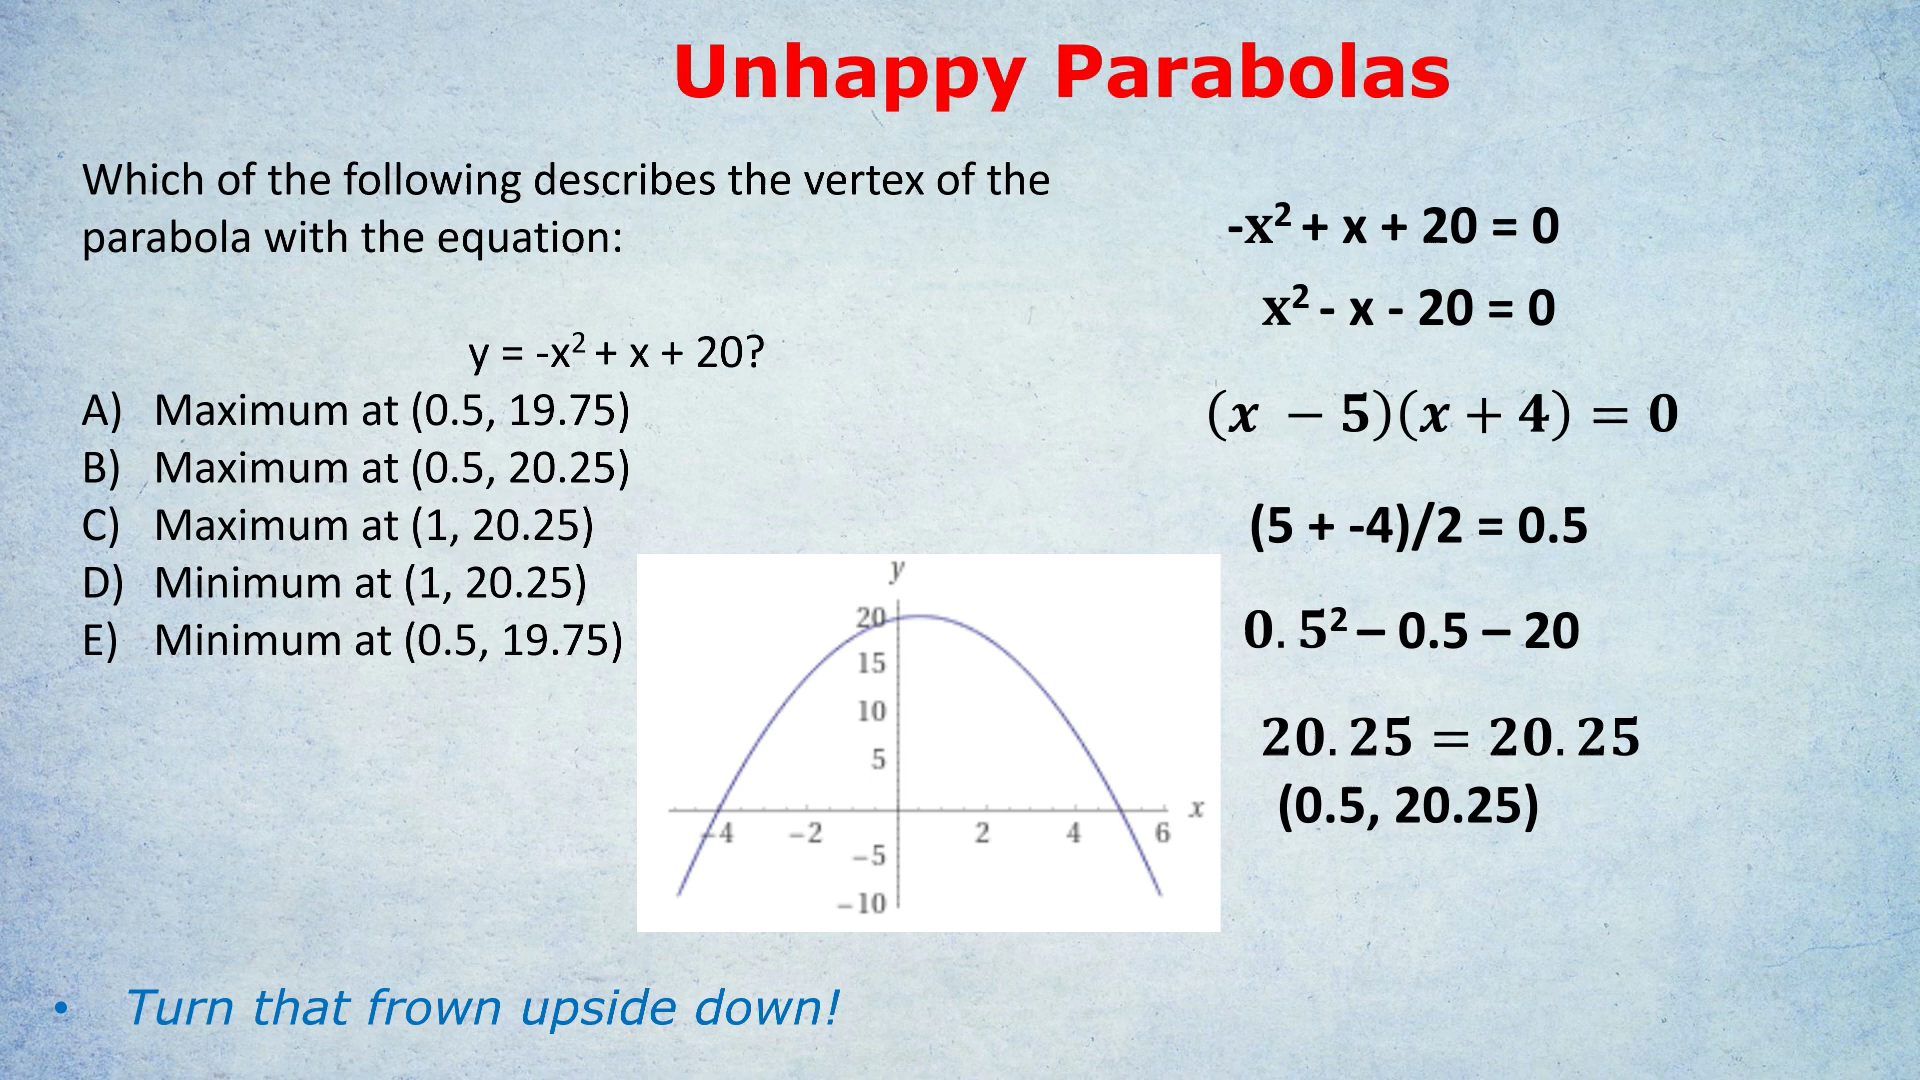 Unhappy Parabolas
Which of the following describes the vertex of the
parabola with the equation:
y = -x² + x + 20?
A) Maximum at (0.5, 19.75)
B) Maximum at (0.5, 20.25)
C) Maximum at (1, 20.25)
D) Minimum at (1, 20.25)
E) Minimum at (0.5, 19.75)
-x² + x + 20 = 0
x² - x - 20 = 0
(x − 5)(x + 4) = 0
(5 + -4)/2 = 0.5
0.5² – 0.5 – 20
20.25 = 20.25
(0.5, 20.25)
y
20
15
10
5
x
−4 −2 2 4 6
−5
−10
• Turn that frown upside down!